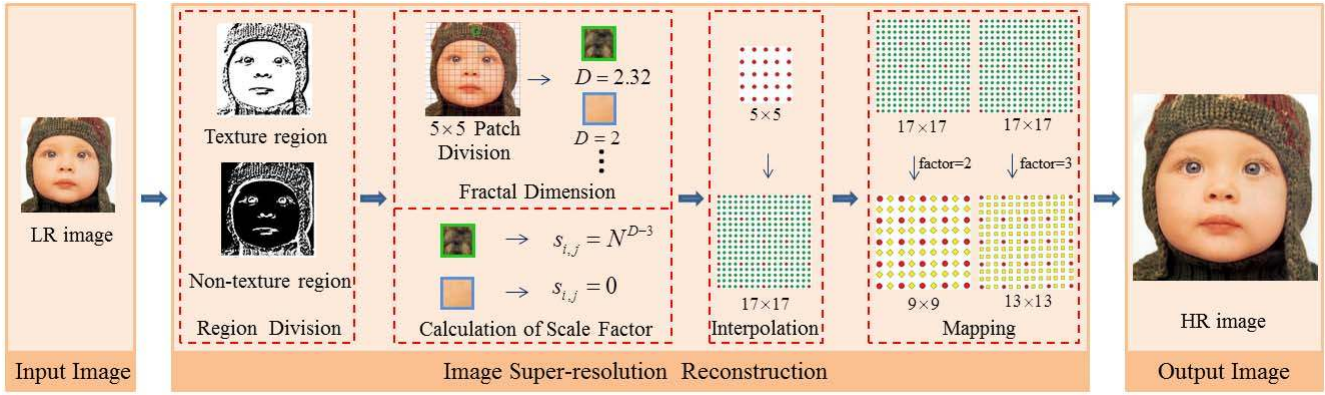 LR image
Input Image
Texture region
Non-texture region
Region Division
5×5 Patch
Division
D = 2.32
D = 2
Fractal Dimension
s_{i,j} = N^{D−3}
s_{i,j} = 0
Calculation of Scale Factor
5×5
17×17
Interpolation
17×17 17×17
factor=2 factor=3
9×9 13×13
Mapping
Image Super-resolution Reconstruction
HR image
Output Image